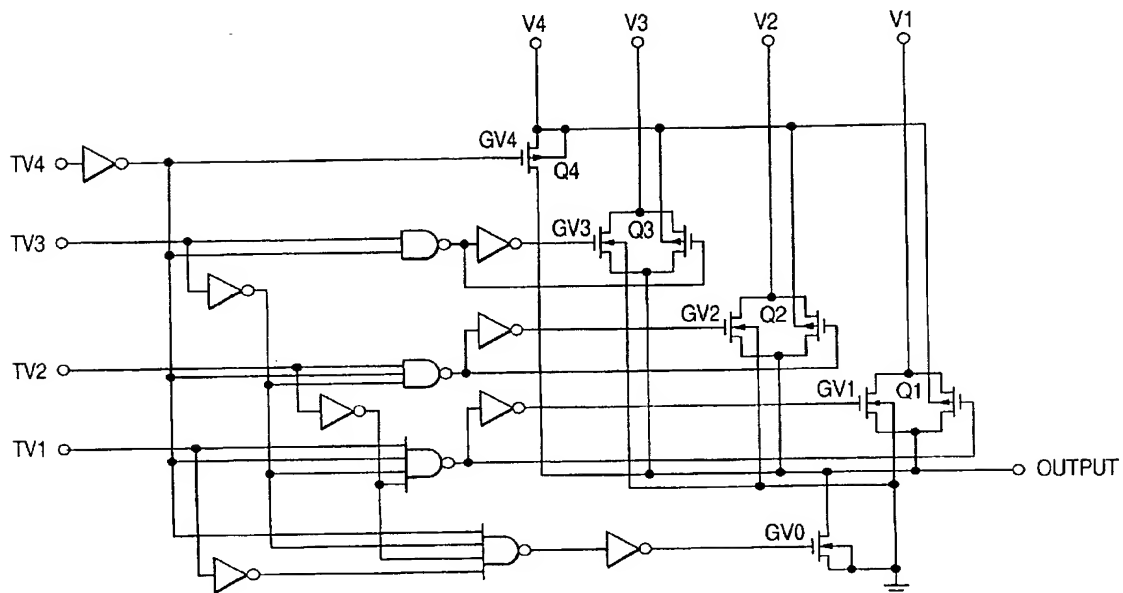 V4 V3 V2 V1
GV4
TV4
Q4
TV3
GV3
Q3
GV2
Q2
TV2
GV1
Q1
TV1
OUTPUT
GV0